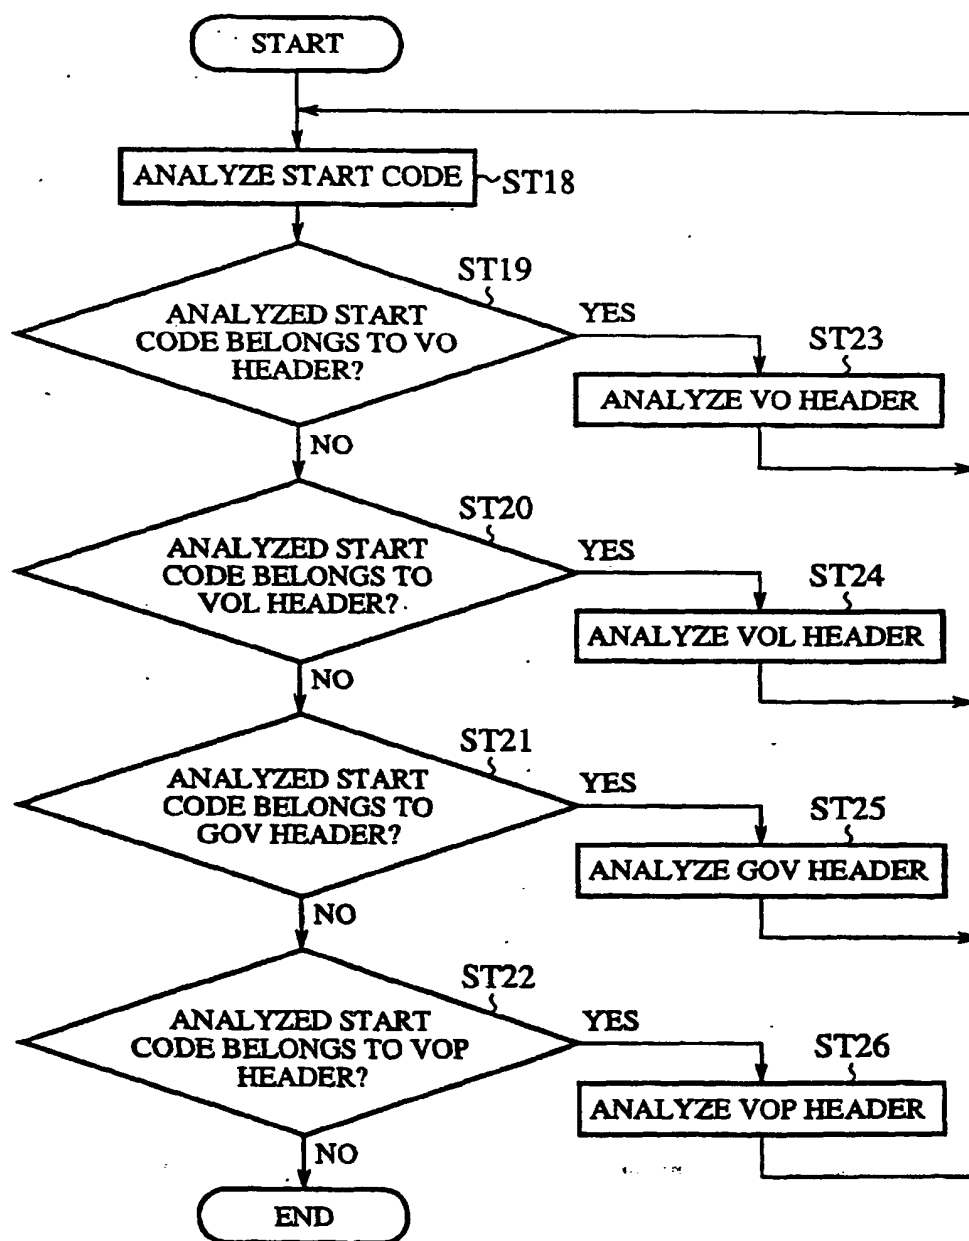 START
ANALYZE START CODE
ST18
ST19
ANALYZED START
CODE BELONGS TO VO
HEADER?
YES
ST23
ANALYZE VO HEADER
NO
ST20
ANALYZED START
CODE BELONGS TO
VOL HEADER?
YES
ST24
ANALYZE VOL HEADER
NO
ST21
ANALYZED START
CODE BELONGS TO
GOV HEADER?
YES
ST25
ANALYZE GOV HEADER
NO
ST22
ANALYZED START
CODE BELONGS TO VOP
HEADER?
YES
ST26
ANALYZE VOP HEADER
NO
END